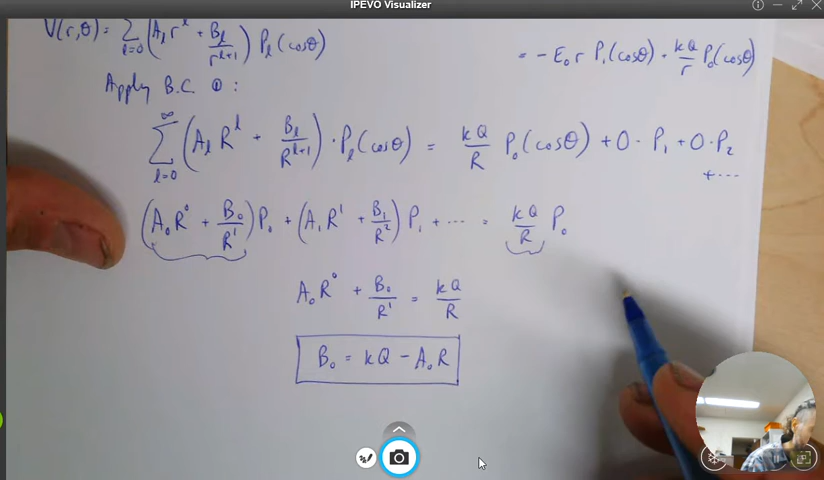 IPEVO Visualizer
V(r,θ) = ∑_{l=0} (A_l r^l + B_l/r^{l+1}) P_l(cosθ)
= - E₀ r P₁(cosθ) + kQ/r P₀(cosθ)
Apply B.C. ①:
∑_{l=0}^{∞} (A_l R^l + B_l/R^{l+1}) · P_l(cosθ) = kQ/R P₀(cosθ) + 0 · P₁ + 0 · P₂
+ ···
(A₀R⁰ + B₀/R¹)P₀ + (A₁R¹ + B₁/R²)P₁ + ··· = kQ/R P₀
A₀R⁰ + B₀/R¹ = kQ/R
B₀ = kQ - A₀R